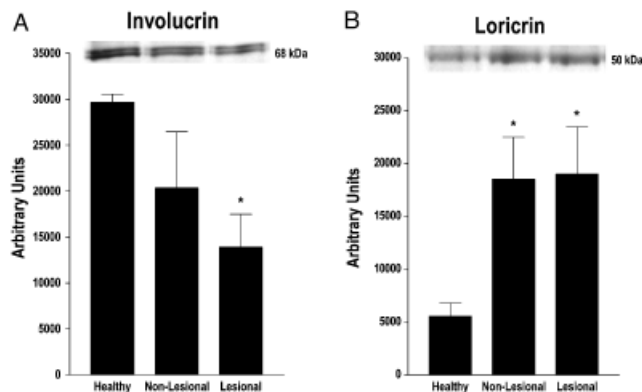 A
Involucrin
68 kDa
35000
30000
25000
20000
15000
10000
5000
0
Arbitrary Units
*
Healthy Non-Lesional Lesional
B
Loricrin
50 kDa
30000
25000
20000
15000
10000
5000
0
Arbitrary Units
*
*
Healthy Non-Lesional Lesional